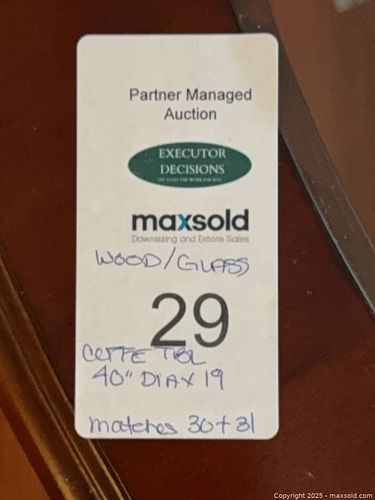 Partner Managed
Auction
EXECUTOR
DECISIONS
maxsold
Downsizing and Estate Sales
WOOD/GLASS
29
COFFE TBL
40" DIA X 19
matches 30+31
Copyright 2025 - maxsold.com